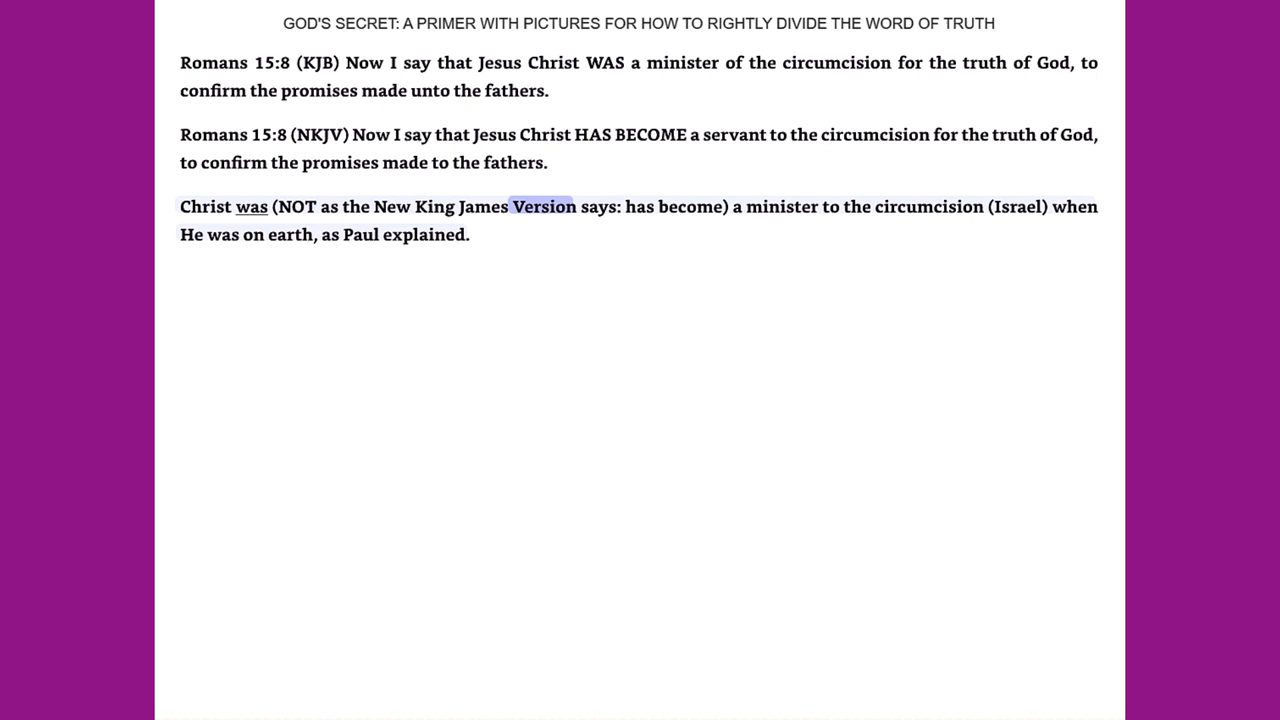 GOD'S SECRET: A PRIMER WITH PICTURES FOR HOW TO RIGHTLY DIVIDE THE WORD OF TRUTH
Romans 15:8 (KJB) Now I say that Jesus Christ WAS a minister of the circumcision for the truth of God, to
confirm the promises made unto the fathers.
Romans 15:8 (NKJV) Now I say that Jesus Christ HAS BECOME a servant to the circumcision for the truth of God,
to confirm the promises made to the fathers.
Christ was (NOT as the New King James Version says: has become) a minister to the circumcision (Israel) when
He was on earth, as Paul explained.